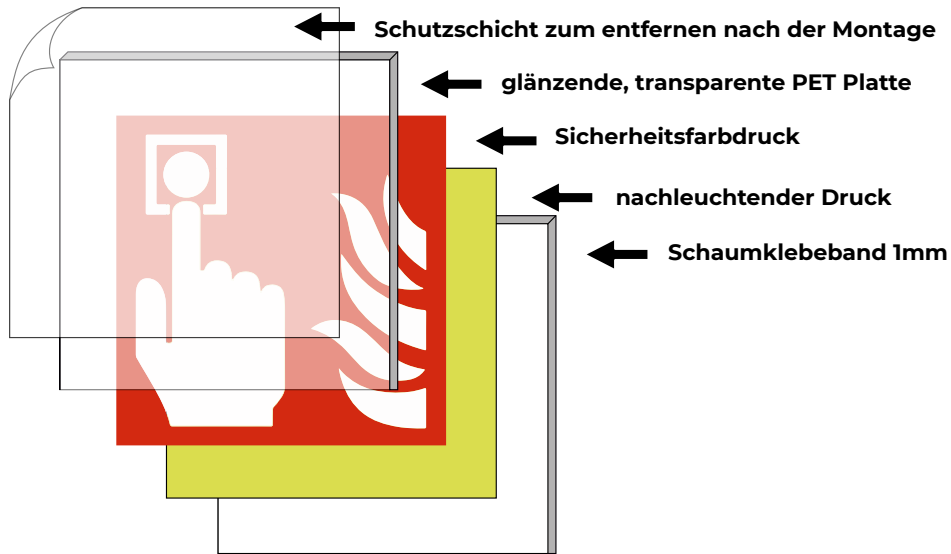 Schutzschicht zum entfernen nach der Montage
glänzende, transparente PET Platte
Sicherheitsfarbdruck
nachleuchtender Druck
Schaumklebeband 1mm